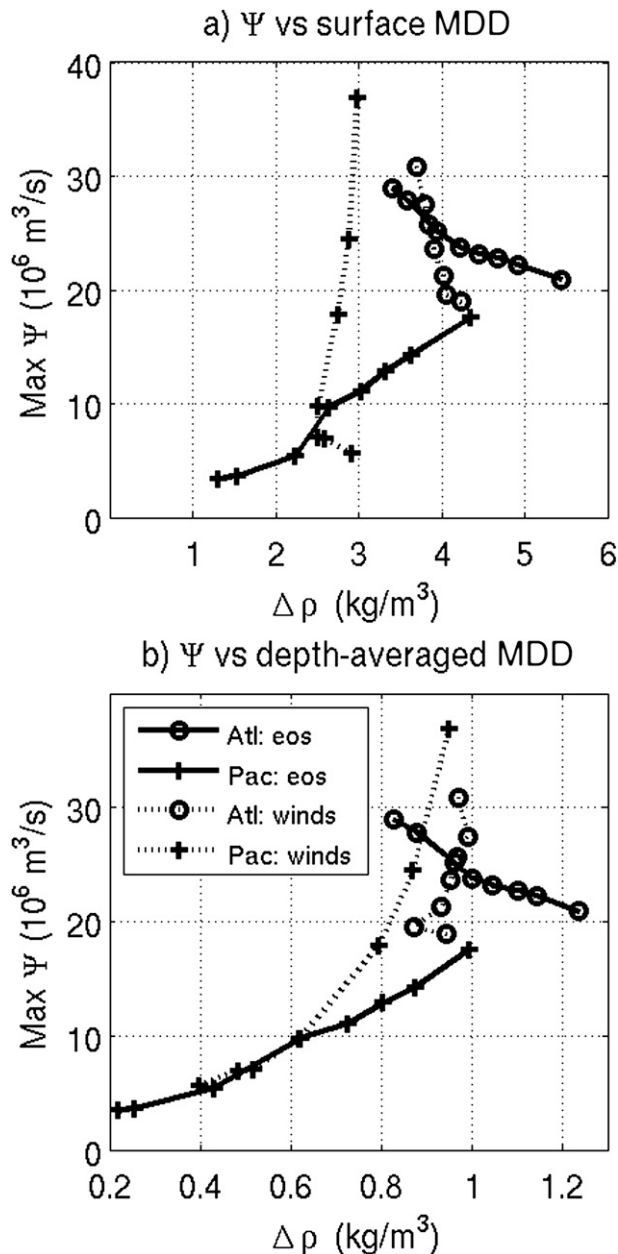 a) Ψ vs surface MDD
40
30
20
10
0
Max Ψ (10⁶ m³/s)
1 2 3 4 5 6
Δ ρ (kg/m³)
b) Ψ vs depth-averaged MDD
Atl: eos
Pac: eos
Atl: winds
Pac: winds
30
20
10
0
Max Ψ (10⁶ m³/s)
0.2 0.4 0.6 0.8 1 1.2
Δ ρ (kg/m³)